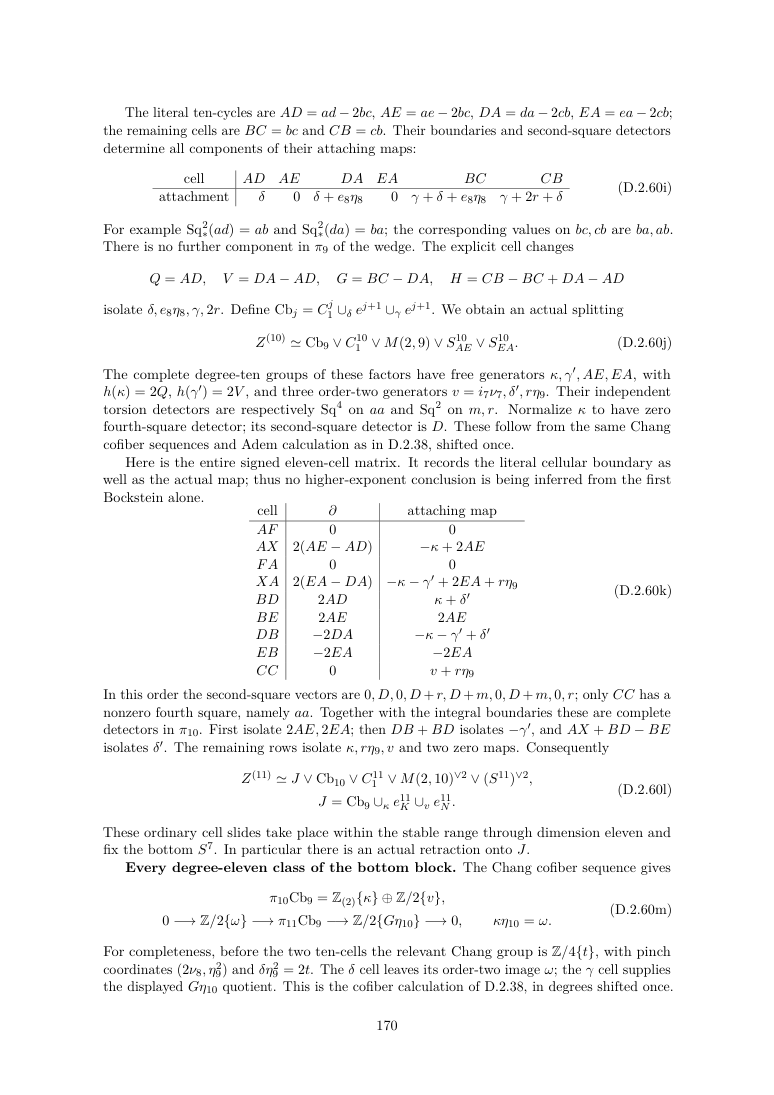 The literal ten-cycles are AD = ad − 2bc, AE = ae − 2bc, DA = da − 2cb, EA = ea − 2cb;
the remaining cells are BC = bc and CB = cb. Their boundaries and second-square detectors
determine all components of their attaching maps:
cell | AD AE DA EA BC CB
attachment | δ 0 δ + e₈η₈ 0 γ + δ + e₈η₈ γ + 2r + δ (D.2.60i)
For example Sq²₊(ad) = ab and Sq²₊(da) = ba; the corresponding values on bc, cb are ba, ab.
There is no further component in π₉ of the wedge. The explicit cell changes
Q = AD, V = DA − AD, G = BC − DA, H = CB − BC + DA − AD
isolate δ, e₈η₈, γ, 2r. Define Cbⱼ = C₁ʲ ∪_δ e^{j+1} ∪_γ e^{j+1}. We obtain an actual splitting
Z^{(10)} ≃ Cb₉ ∨ C₁¹⁰ ∨ M(2, 9) ∨ S¹⁰_{AE} ∨ S¹⁰_{EA}. (D.2.60j)
The complete degree-ten groups of these factors have free generators κ, γ′, AE, EA, with
h(κ) = 2Q, h(γ′) = 2V, and three order-two generators v = i₇ν₇, δ′, rη₉. Their independent
torsion detectors are respectively Sq⁴ on aa and Sq² on m, r. Normalize κ to have zero
fourth-square detector; its second-square detector is D. These follow from the same Chang
cofiber sequences and Adem calculation as in D.2.38, shifted once.
Here is the entire signed eleven-cell matrix. It records the literal cellular boundary as
well as the actual map; thus no higher-exponent conclusion is being inferred from the first
Bockstein alone.
cell | ∂ | attaching map
AF | 0 | 0
AX | 2(AE − AD) | −κ + 2AE
FA | 0 | 0
XA | 2(EA − DA) | −κ − γ′ + 2EA + rη₉
BD | 2AD | κ + δ′ (D.2.60k)
BE | 2AE | 2AE
DB | −2DA | −κ − γ′ + δ′
EB | −2EA | −2EA
CC | 0 | v + rη₉
In this order the second-square vectors are 0, D, 0, D + r, D + m, 0, D + m, 0, r; only CC has a
nonzero fourth square, namely aa. Together with the integral boundaries these are complete
detectors in π₁₀. First isolate 2AE, 2EA; then DB + BD isolates −γ′, and AX + BD − BE
isolates δ′. The remaining rows isolate κ, rη₉, v and two zero maps. Consequently
Z^{(11)} ≃ J ∨ Cb₁₀ ∨ C₁¹¹ ∨ M(2, 10)^{∨2} ∨ (S¹¹)^{∨2},
J = Cb₉ ∪_κ e¹¹_K ∪_v e¹¹_N. (D.2.60l)
These ordinary cell slides take place within the stable range through dimension eleven and
fix the bottom S⁷. In particular there is an actual retraction onto J.
Every degree-eleven class of the bottom block. The Chang cofiber sequence gives
π₁₀Cb₉ = ℤ₍₂₎{κ} ⊕ ℤ/2{v},
0 ⟶ ℤ/2{ω} ⟶ π₁₁Cb₉ ⟶ ℤ/2{Gη₁₀} ⟶ 0, κη₁₀ = ω. (D.2.60m)
For completeness, before the two ten-cells the relevant Chang group is ℤ/4{t}, with pinch
coordinates (2ν₈, η₉²) and δη₉² = 2t. The δ cell leaves its order-two image ω; the γ cell supplies
the displayed Gη₁₀ quotient. This is the cofiber calculation of D.2.38, in degrees shifted once.
170